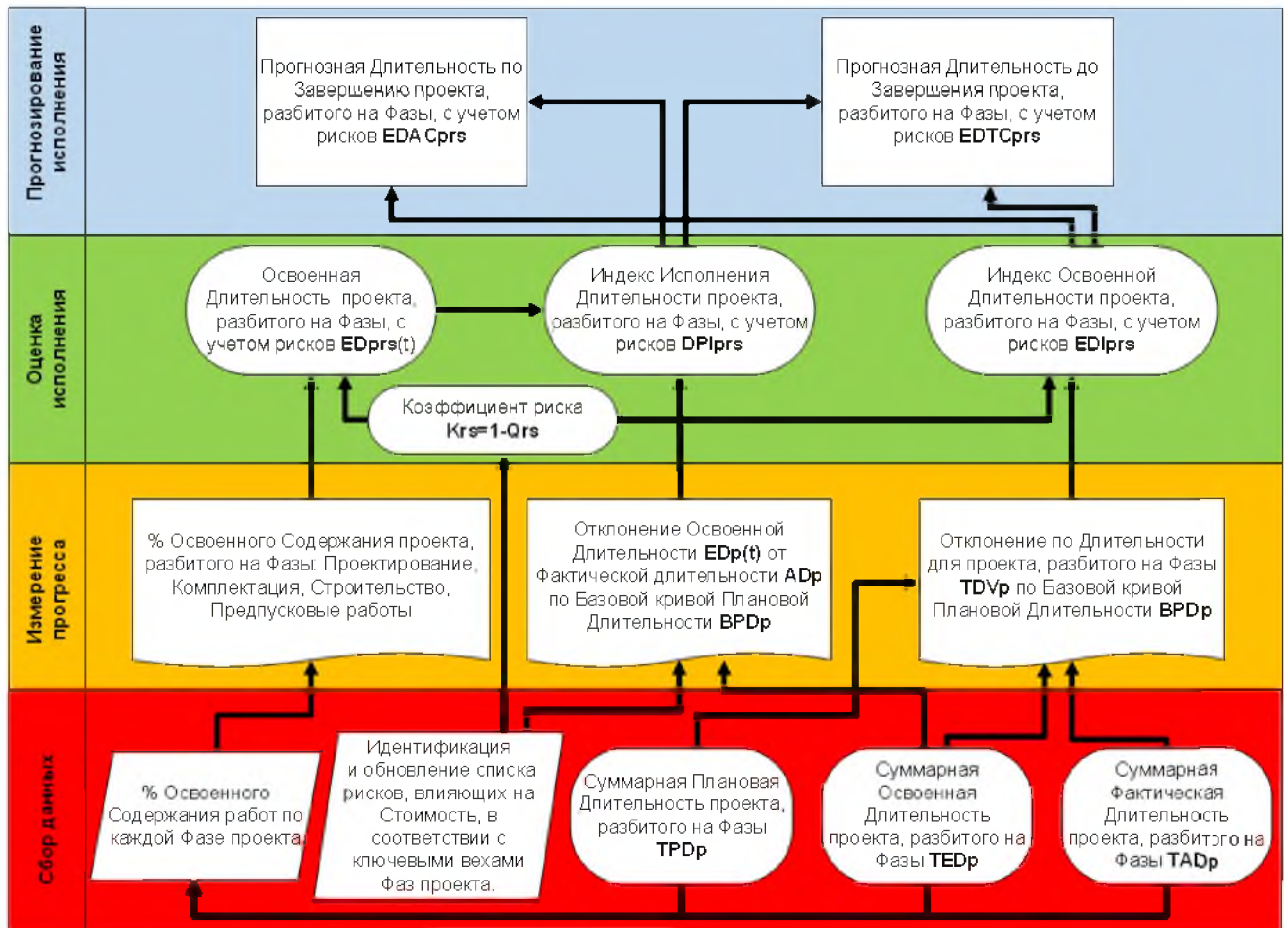 Прогнозирование
исполнения
Прогнозная Длительность по
Завершению проекта,
разбитого на Фазы, с учетом
рисков EDACprs
Прогнозная Длительность до
Завершения проекта,
разбитого на Фазы, с учетом
рисков EDTCprs
Оценка
исполнения
Освоенная
Длительность проекта,
разбитого на Фазы, с
учетом рисков EDprs(t)
Индекс Исполнения
Длительности проекта,
разбитого на Фазы, с учетом
рисков DPIprs
Индекс Освоенной
Длительности проекта,
разбитого на Фазы, с учетом
рисков EDIprs
Коэффициент риска
Krs=1-Qrs
Измерение
прогресса
% Освоенного Содержания проекта,
разбитого на Фазы: Проектирование,
Комплектация, Строительство,
Предпусковые работы
Отклонение Освоенной
Длительности EDp(t) от
Фактической длительности ADp
по Базовой кривой Плановой
Длительности BPDp
Отклонение по Длительности
для проекта, разбитого на Фазы
TDVp по Базовой кривой
Плановой Длительности BPDp
Сбор данных
% Освоенного
Содержания работ по
каждой Фазе проекта.
Идентификация
и обновление списка
рисков, влияющих на
Стоимость, в
соответствии с
ключевыми вехами
Фаз проекта.
Суммарная Плановая
Длительность проекта,
разбитого на Фазы
TPDp
Суммарная
Освоенная
Длительность
проекта, разбитого на
Фазы TEDp
Суммарная
Фактическая
Длительность
проекта, разбитого на
Фазы TADp